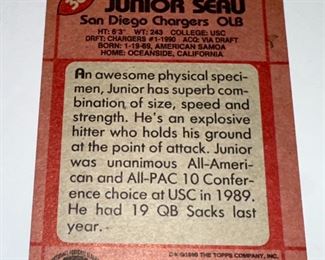 JUNIOR SEAU
San Diego Chargers OLB
HT: 6'3" WT: 243 COLLEGE: USC
DRFT: CHARGERS #1-1990 ACQ: VIA DRAFT
BORN: 1-19-69, AMERICAN SAMOA
HOME: OCEANSIDE, CALIFORNIA
An awesome physical speci-
men, Junior has superb com-
bination of size, speed and
strength. He's an explosive
hitter who holds his ground
at the point of attack. Junior
was unanimous All-Ameri-
can and All-PAC 10 Confer-
ence choice at USC in 1989.
He had 19 QB Sacks last
year.
THE TOPPS COMPANY, INC.